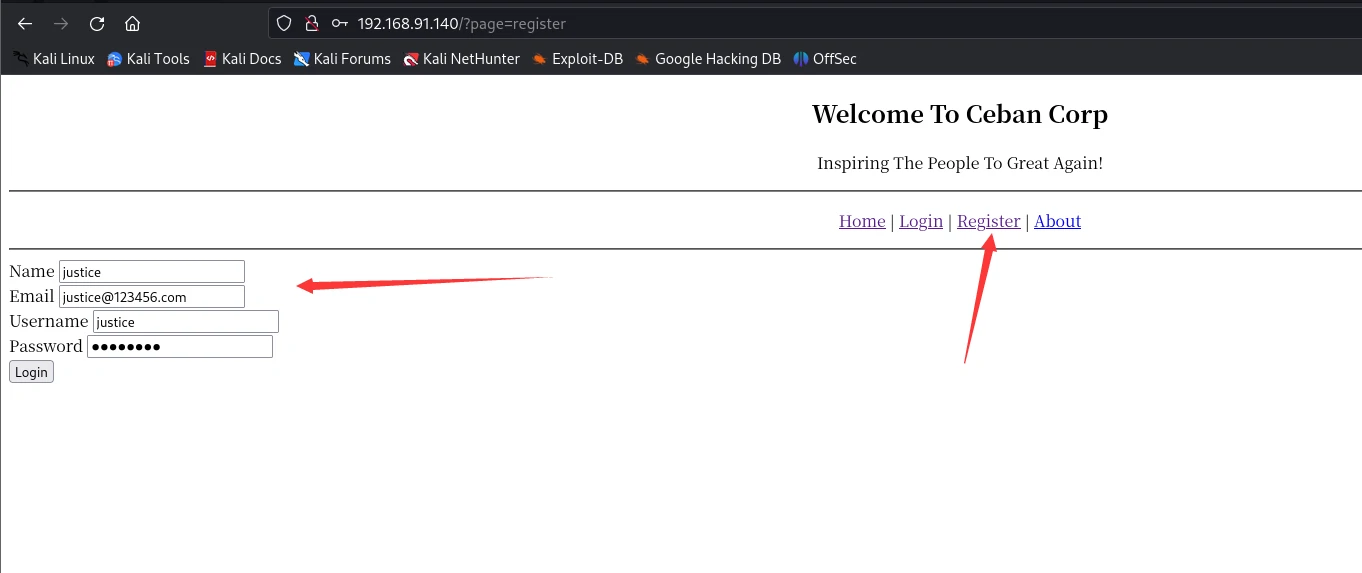 192.168.91.140/?page=register
Kali Linux Kali Tools Kali Docs Kali Forums Kali NetHunter Exploit-DB Google Hacking DB OffSec
Welcome To Ceban Corp
Inspiring The People To Great Again!
Home | Login | Register | About
Name justice
Email justice@123456.com
Username justice
Password ●●●●●●●●
Login